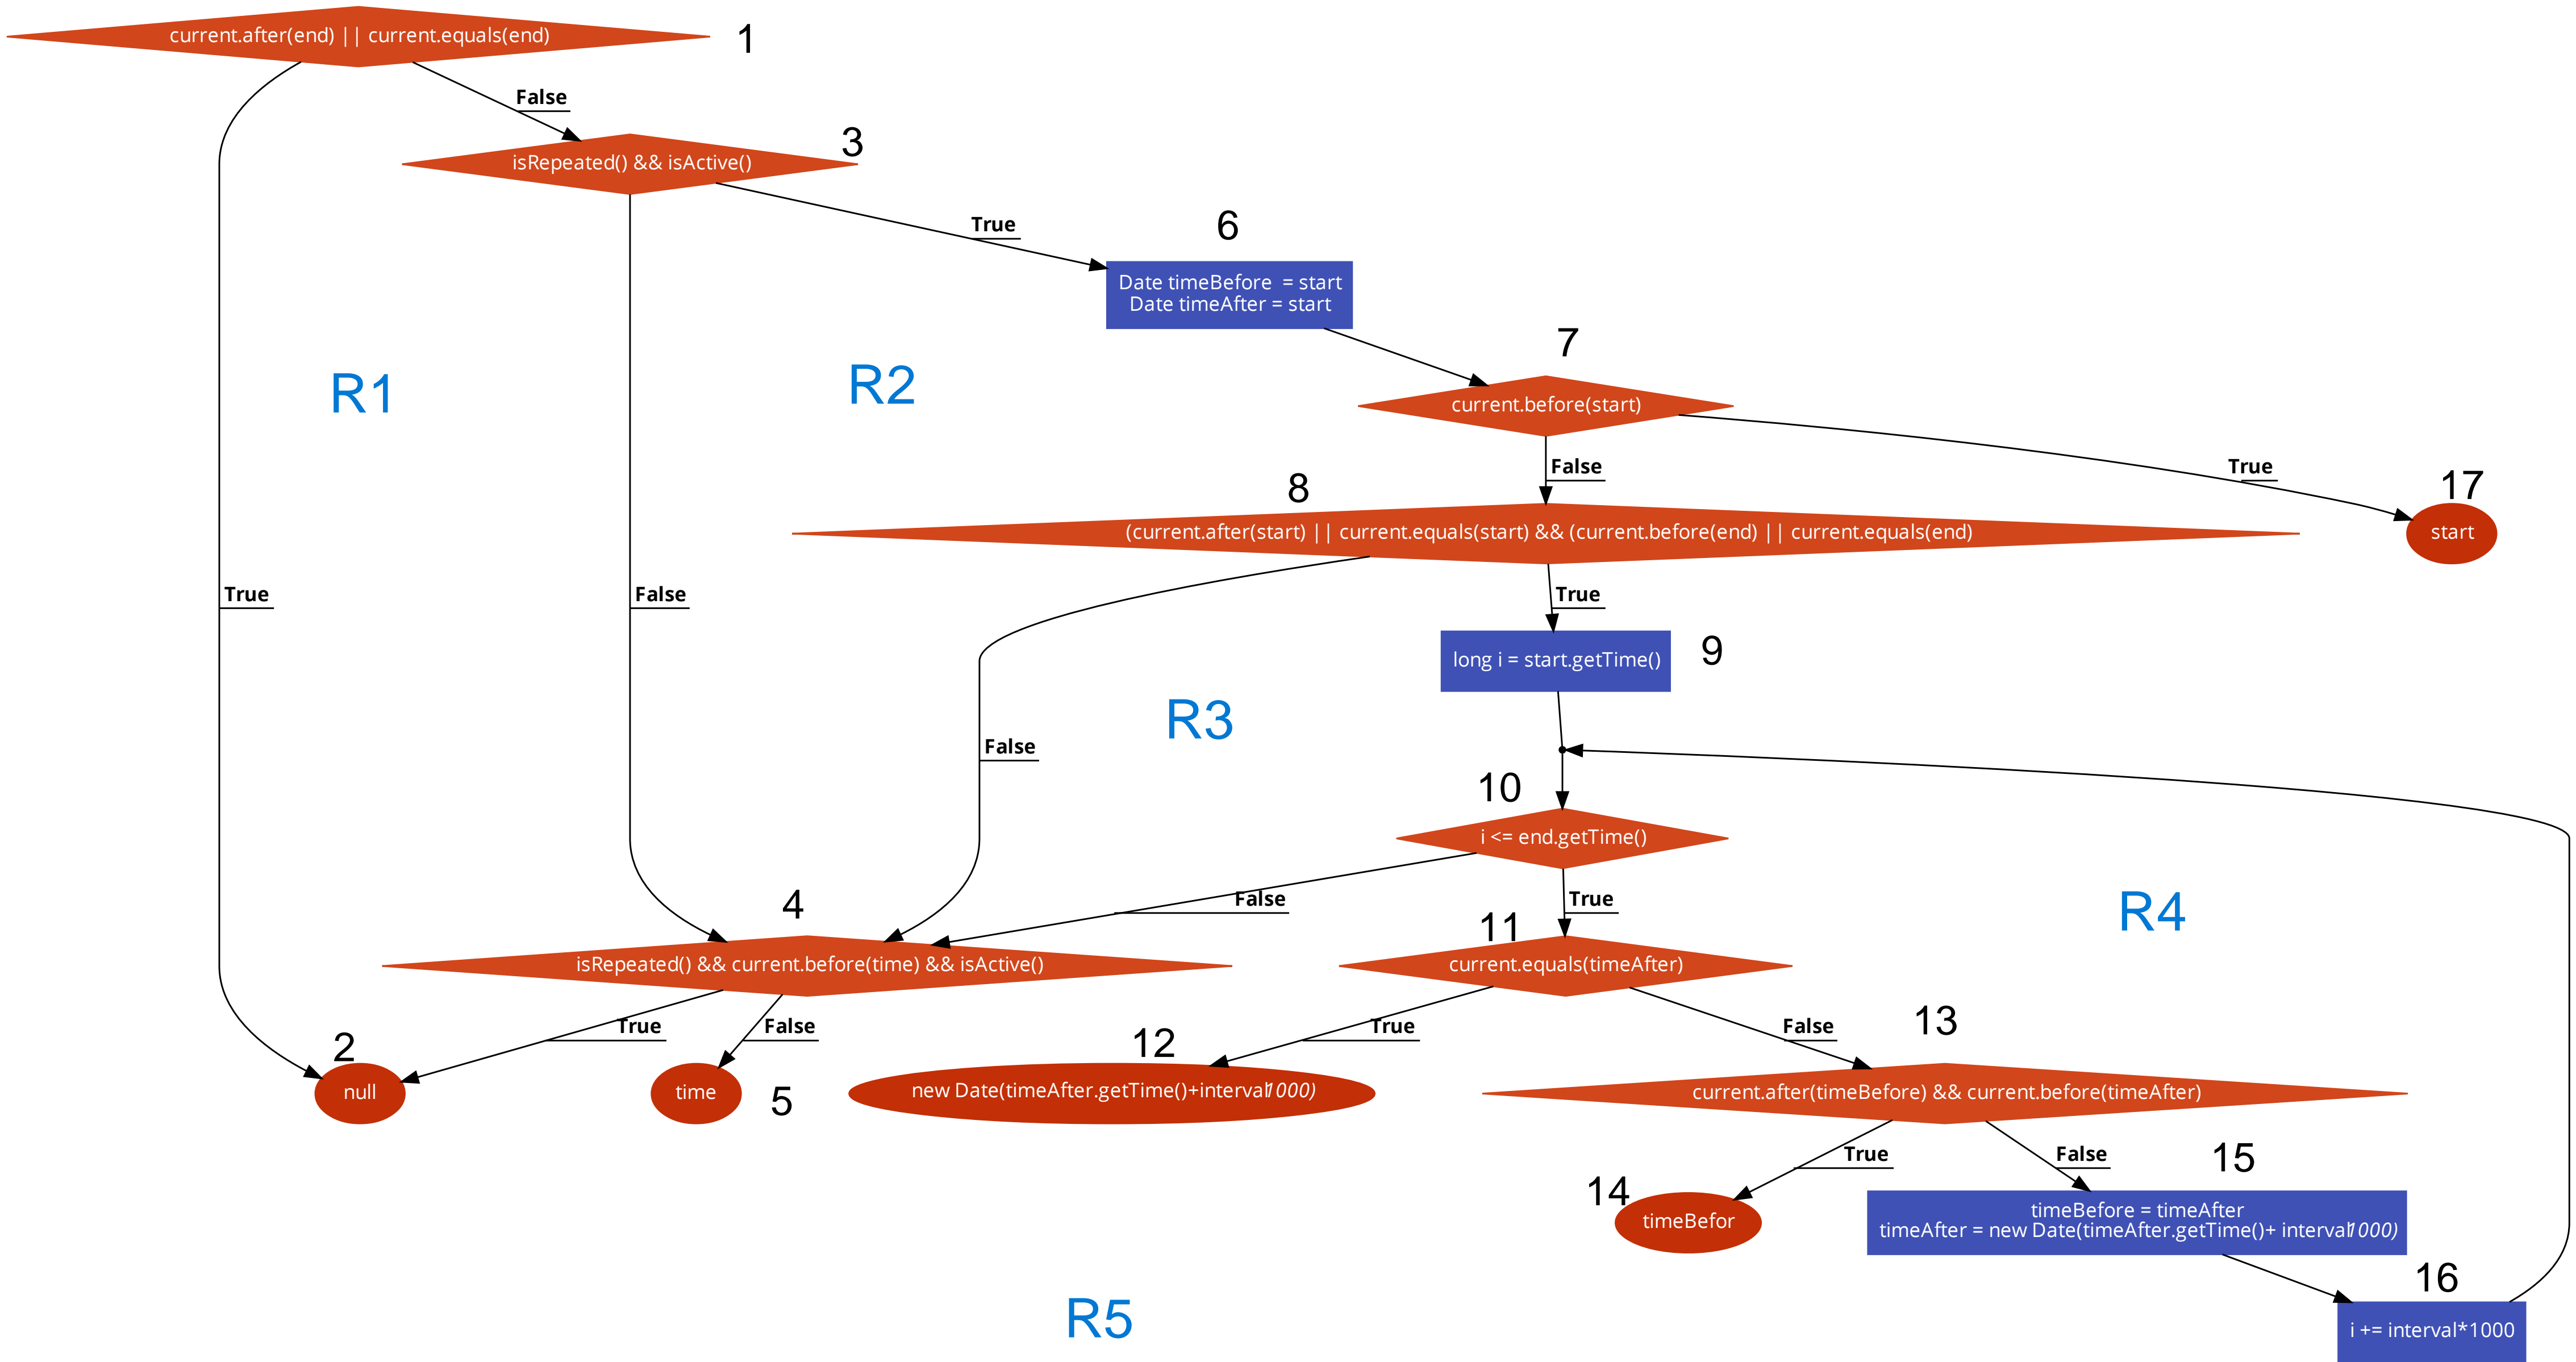 current.after(end) || current.equals(end)
1
False
3
isRepeated() && isActive()
6
True
Date timeBefore  = start
Date timeAfter = start
7
R1
R2
current.before(start)
False
True
8
17
(current.after(start) || current.equals(start) && (current.before(end) || current.equals(end)
start
True
False
True
long i = start.getTime()
9
R3
False
10
i <= end.getTime()
4
False
True
R4
11
isRepeated() && current.before(time) && isActive()
current.equals(timeAfter)
2
True
False
12
True
False
13
null
time
5
new Date(timeAfter.getTime()+interval1000)
current.after(timeBefore) && current.before(timeAfter)
True
False
15
14
timeBefor
timeBefore = timeAfter
timeAfter = new Date(timeAfter.getTime()+ interval1000)
16
R5
i += interval*1000